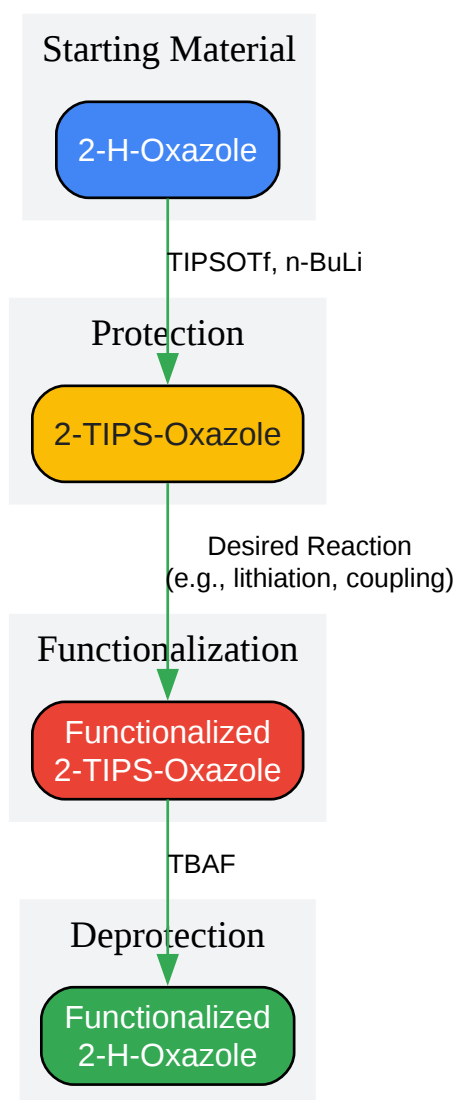 Starting Material
2-H-Oxazole
TIPSOTf, n-BuLi
Protection
2-TIPS-Oxazole
Desired Reaction
(e.g., lithiation, coupling)
Functionalization
Functionalized
2-TIPS-Oxazole
TBAF
Deprotection
Functionalized
2-H-Oxazole